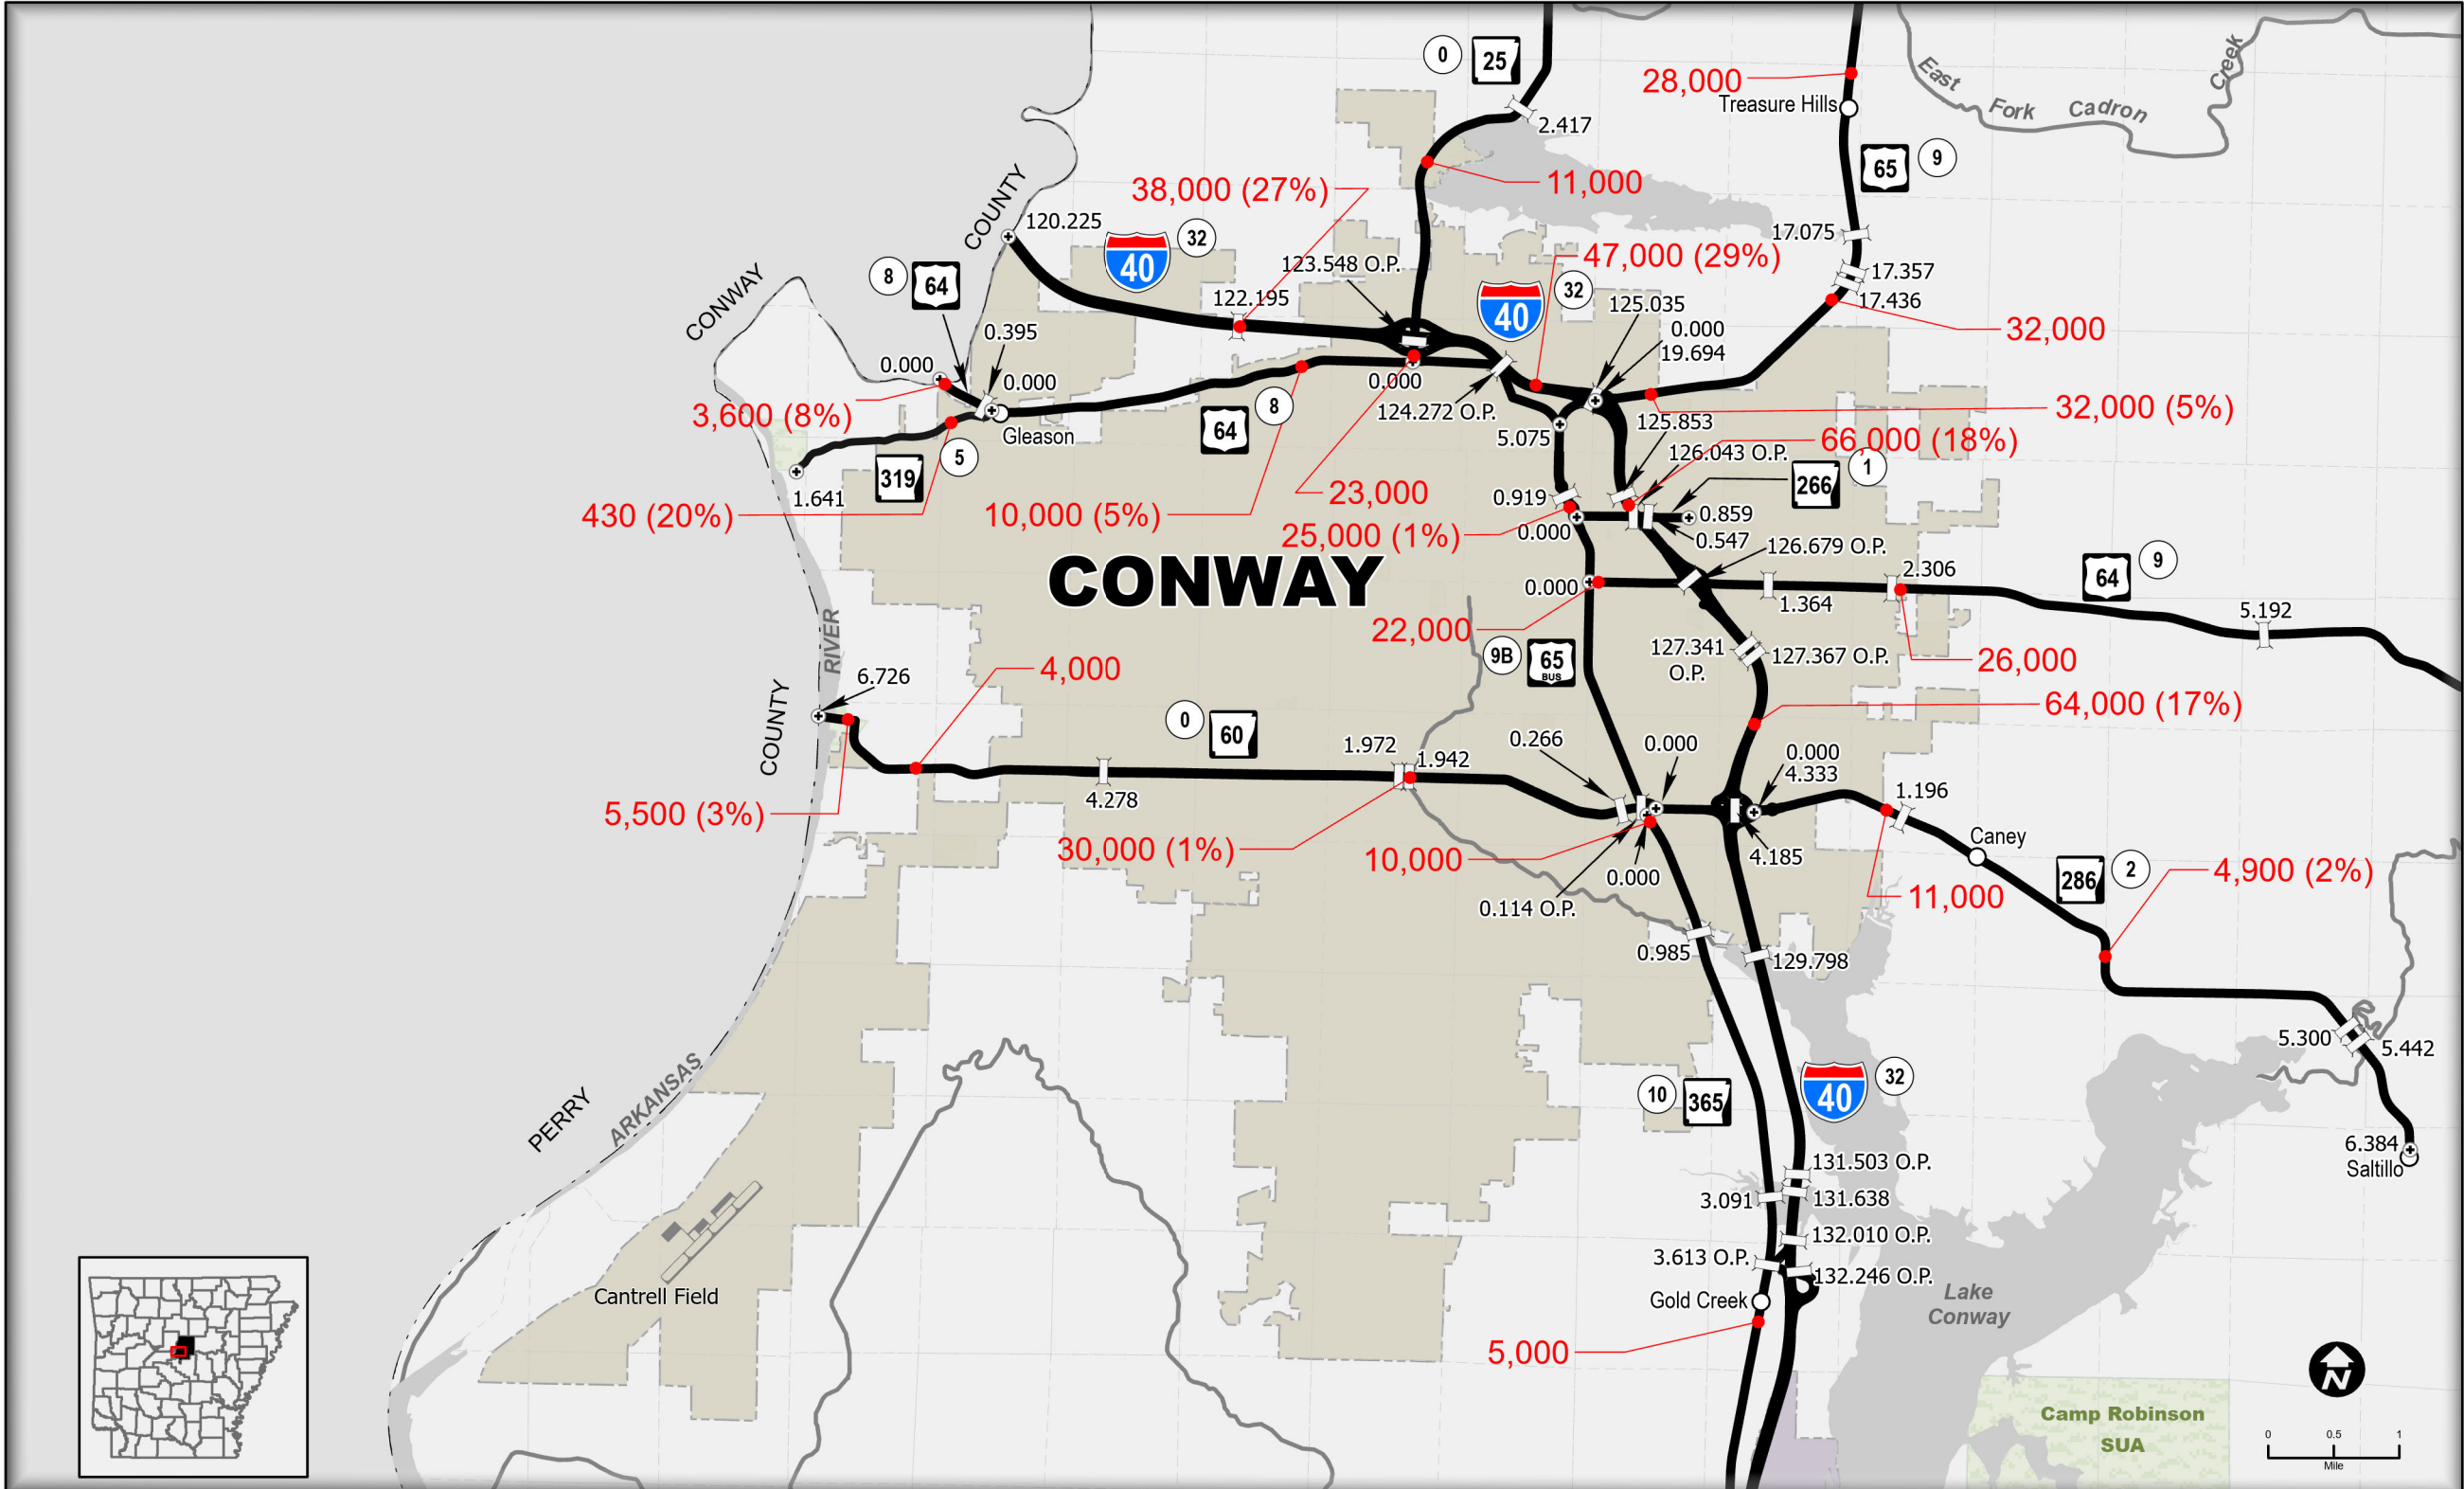 0
25
28,000
Treasure Hills
East
Fork
Cadron
Creek
2.417
65
9
38,000 (27%)
11,000
COUNTY
120.225
40
32
17.075
47,000 (29%)
123.548 O.P.
8
64
CONWAY
122.195
40
32
125.035
17.357
17.436
0.395
0.000
19.694
32,000
0.000
0.000
0.000
3,600 (8%)
124.272 O.P.
64
8
32,000 (5%)
Gleason
5.075
125.853
66,000 (18%)
126.043 O.P.
319
5
1.641
23,000
0.919
266
1
430 (20%)
10,000 (5%)
25,000 (1%)
0.000
0.859
0.547
126.679 O.P.
CONWAY
0.000
2.306
64
9
1.364
5.192
22,000
RIVER
9B
65
BUS
127.341
O.P.
127.367 O.P.
26,000
6.726
4,000
COUNTY
64,000 (17%)
0
60
1.972
1.942
0.266
0.000
0.000
4.333
4.278
1.196
5,500 (3%)
30,000 (1%)
10,000
Caney
4.185
0.000
286
2
4,900 (2%)
0.114 O.P.
11,000
0.985
129.798
5.300
5.442
PERRY
ARKANSAS
10
365
40
32
6.384
Saltillo
131.503 O.P.
3.091
131.638
132.010 O.P.
3.613 O.P.
132.246 O.P.
Cantrell Field
Gold Creek
Lake
Conway
5,000
N
Camp Robinson
SUA
0
0.5
1
Mile